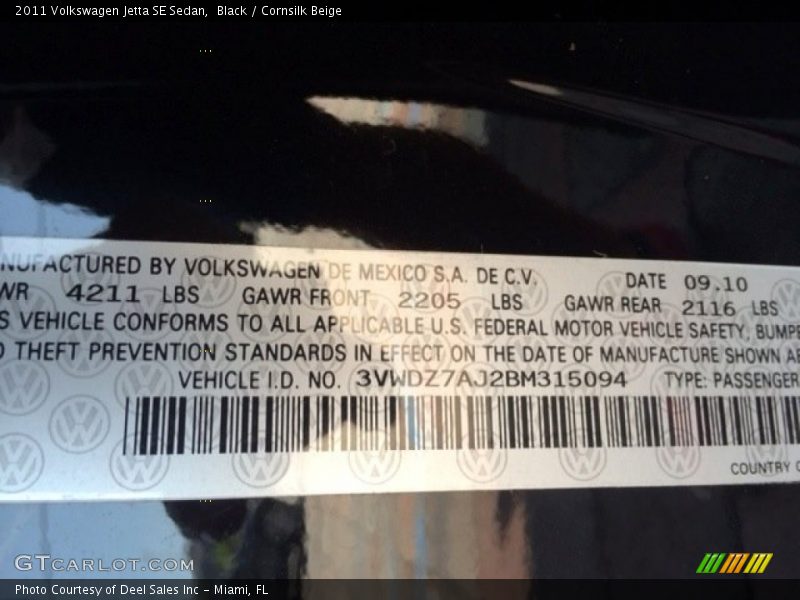 2011 Volkswagen Jetta SE Sedan, Black / Cornsilk Beige
NUFACTURED BY VOLKSWAGEN DE MEXICO S.A. DE C.V. DATE 09.10
WR 4211 LBS GAWR FRONT 2205 LBS GAWR REAR 2116 LBS
S VEHICLE CONFORMS TO ALL APPLICABLE U.S. FEDERAL MOTOR VEHICLE SAFETY, BUMPE
D THEFT PREVENTION STANDARDS IN EFFECT ON THE DATE OF MANUFACTURE SHOWN AB
VEHICLE I.D. NO. 3VWDZ7AJ2BM315094 TYPE: PASSENGER
COUNTRY O
GTCARLOT.COM
Photo Courtesy of Deel Sales Inc - Miami, FL